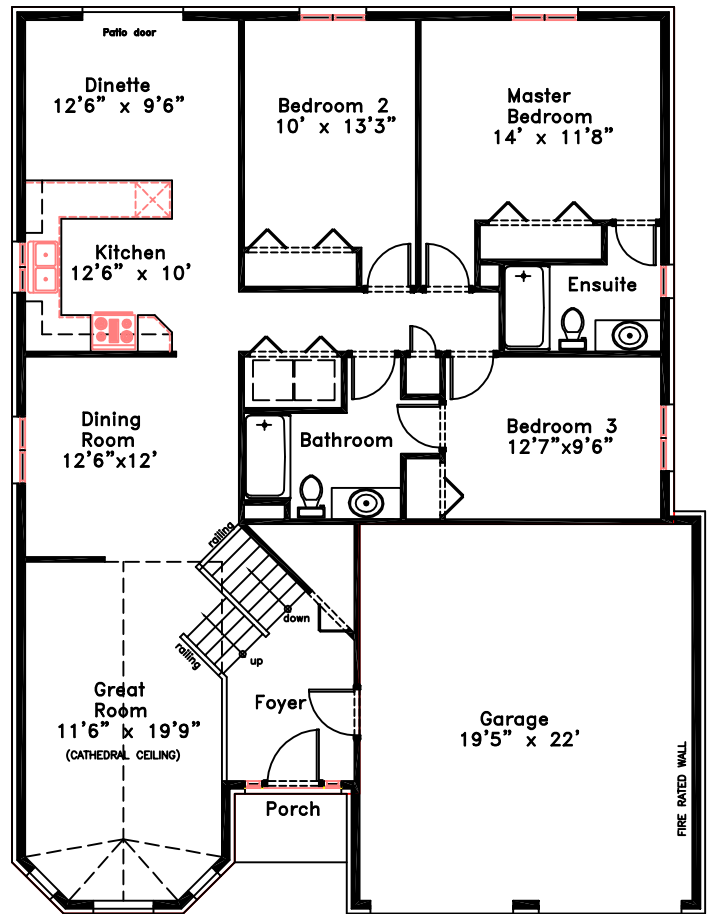 Patio door
Dinette
12'6" x 9'6"
Bedroom 2
10' x 13'3"
Master
Bedroom
14' x 11'8"
Kitchen
12'6" x 10'
Ensuite
Dining
Room
12'6"x12'
Bathroom
Bedroom 3
12'7"x9'6"
railing
down
up
railing
Great
Room
11'6" x 19'9"
(CATHEDRAL CEILING)
Foyer
Garage
19'5" x 22'
FIRE RATED WALL
Porch